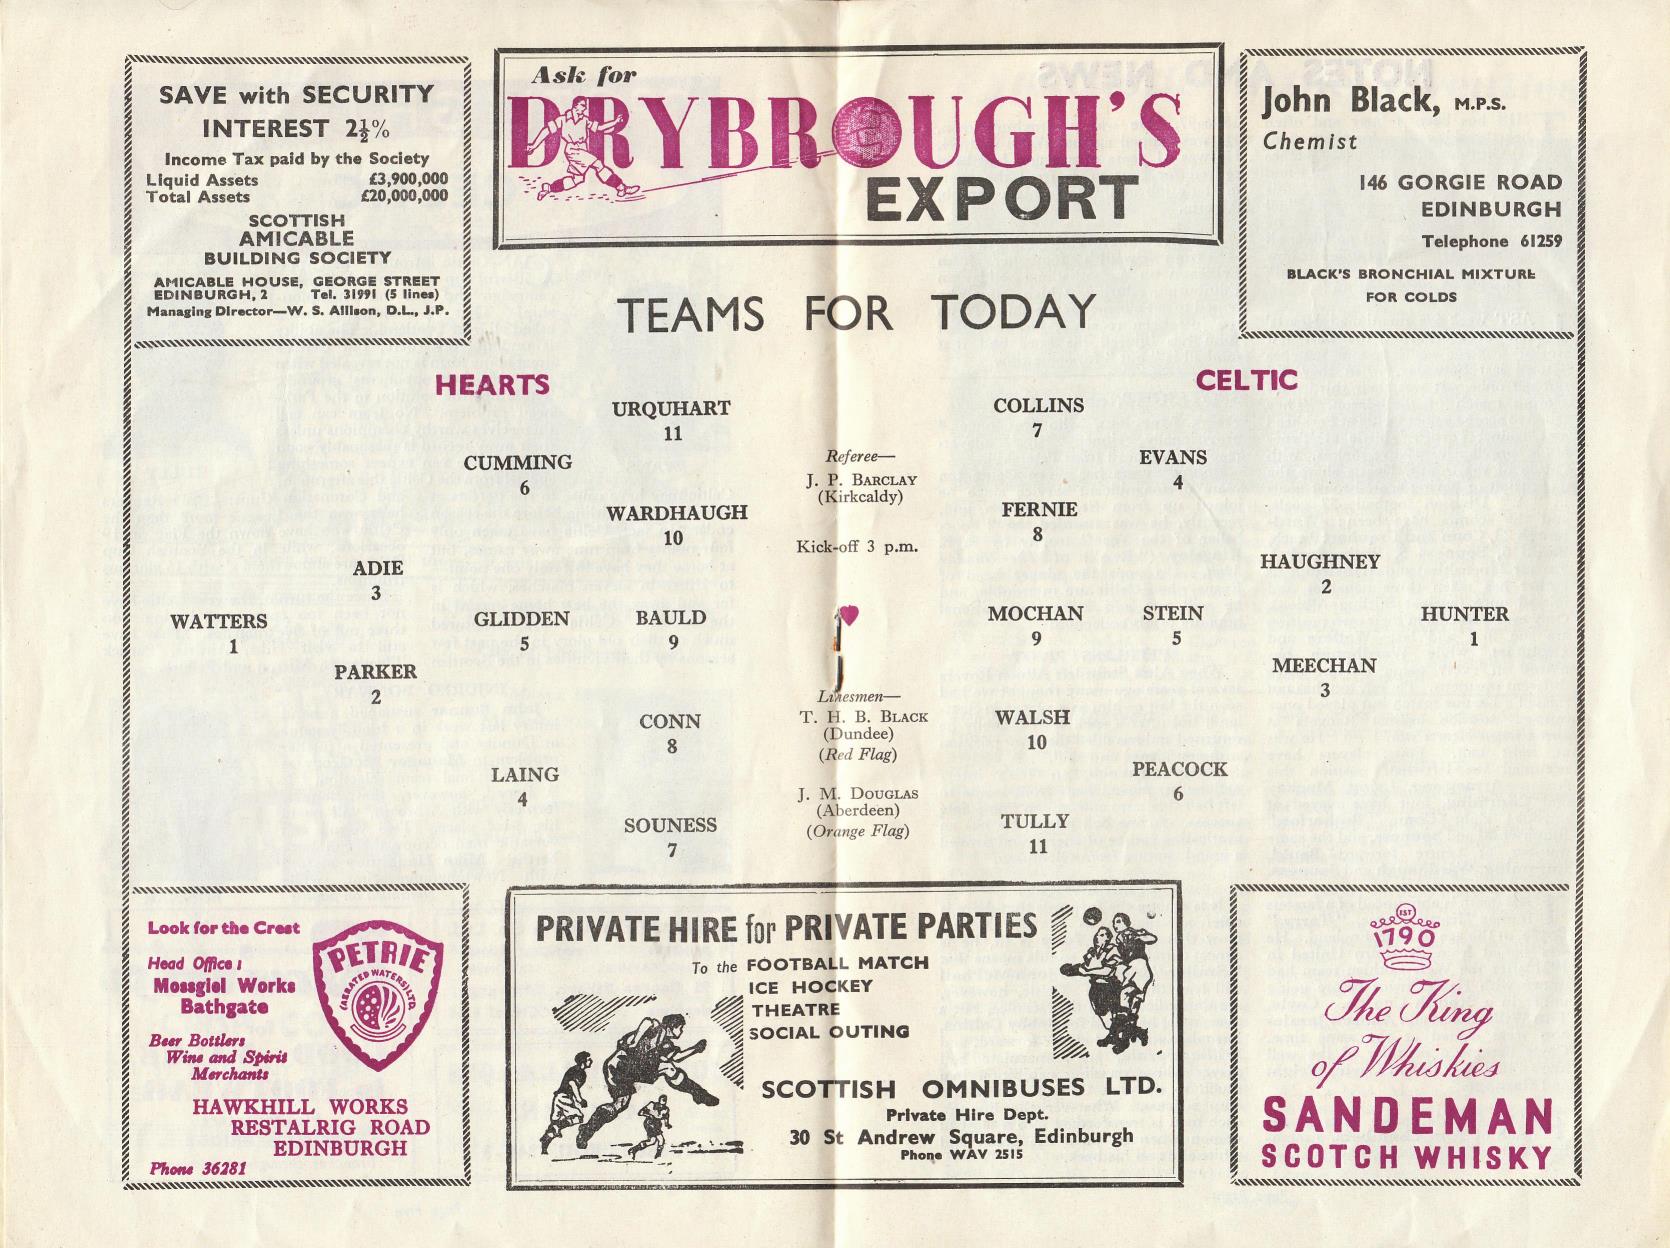 SAVE with SECURITY
INTEREST 2½%
Income Tax paid by the Society
Liquid Assets £3,900,000
Total Assets £20,000,000
SCOTTISH
AMICABLE
BUILDING SOCIETY
AMICABLE HOUSE, GEORGE STREET
EDINBURGH, 2 Tel. 31991 (5 lines)
Managing Director—W. S. Allison, D.L., J.P.
Ask for
DRYBROUGH'S
EXPORT
John Black, M.P.S.
Chemist
146 GORGIE ROAD
EDINBURGH
Telephone 61259
BLACK'S BRONCHIAL MIXTURE
FOR COLDS
TEAMS FOR TODAY
HEARTS
URQUHART
11
CUMMING
6
WARDHAUGH
10
ADIE
3
WATTERS
1
GLIDDEN
5
BAULD
9
PARKER
2
CONN
8
LAING
4
SOUNESS
7
Referee—
J. P. BARCLAY
(Kirkcaldy)
Kick-off 3 p.m.
Linesmen—
T. H. B. BLACK
(Dundee)
(Red Flag)
J. M. DOUGLAS
(Aberdeen)
(Orange Flag)
CELTIC
COLLINS
7
EVANS
4
FERNIE
8
HAUGHNEY
2
MOCHAN
9
STEIN
5
HUNTER
1
MEECHAN
3
WALSH
10
PEACOCK
6
TULLY
11
Look for the Crest
Head Office:
Mossgiel Works
Bathgate
Beer Bottlers
Wine and Spirit
Merchants
PETRIE
(AERATED WATERS) LTD.
HAWKHILL WORKS
RESTALRIG ROAD
EDINBURGH
Phone 36281
PRIVATE HIRE for PRIVATE PARTIES
To the FOOTBALL MATCH
ICE HOCKEY
THEATRE
SOCIAL OUTING
SCOTTISH OMNIBUSES LTD.
Private Hire Dept.
30 St Andrew Square, Edinburgh
Phone WAV 2515
EST
1790
The King
of Whiskies
SANDEMAN
SCOTCH WHISKY